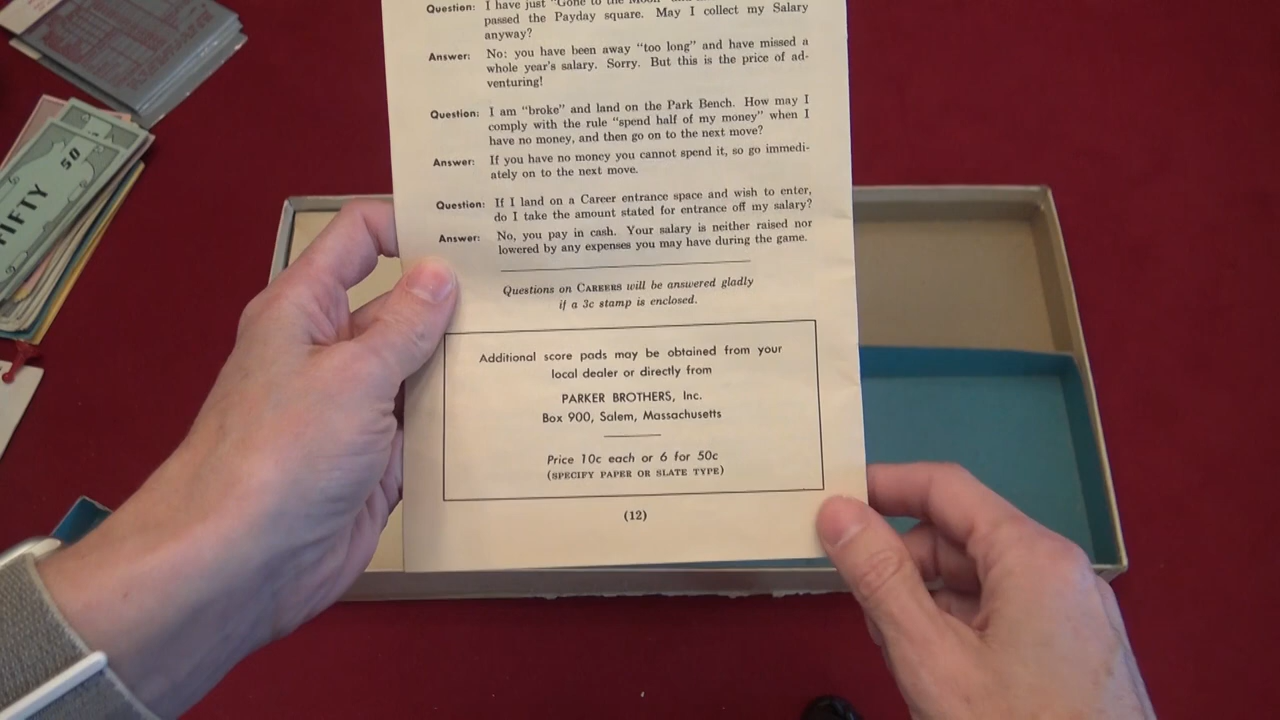 Question: I have just "Gone to the Moon" and
passed the Payday square. May I collect my Salary
anyway?
Answer: No: you have been away "too long" and have missed a
whole year's salary. Sorry. But this is the price of ad-
venturing!
Question: I am "broke" and land on the Park Bench. How may I
comply with the rule "spend half of my money" when I
have no money, and then go on to the next move?
Answer: If you have no money you cannot spend it, so go immedi-
ately on to the next move.
Question: If I land on a Career entrance space and wish to enter,
do I take the amount stated for entrance off my salary?
Answer: No, you pay in cash. Your salary is neither raised nor
lowered by any expenses you may have during the game.
Questions on CAREERS will be answered gladly
if a 3c stamp is enclosed.
Additional score pads may be obtained from your
local dealer or directly from
PARKER BROTHERS, Inc.
Box 900, Salem, Massachusetts
Price 10c each or 6 for 50c
(SPECIFY PAPER OR SLATE TYPE)
(12)
50
FIFTY